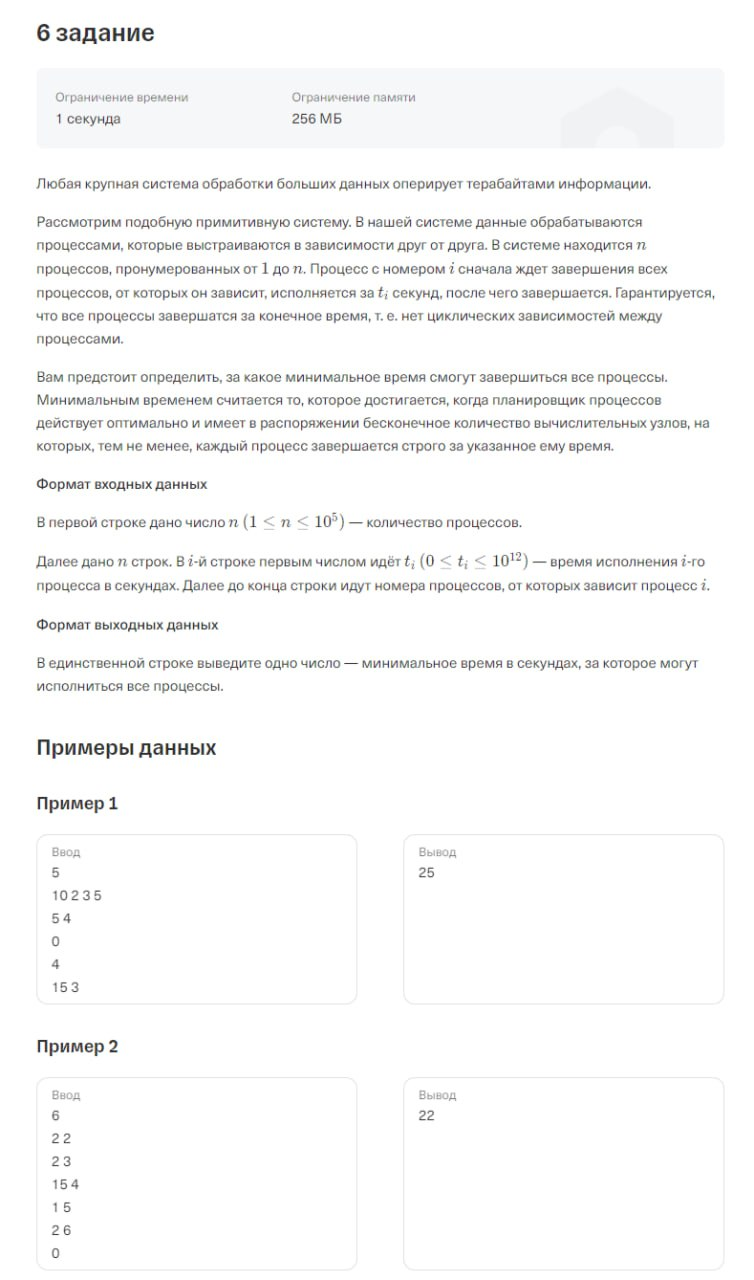 6 задание
Ограничение времени
Ограничение памяти
1 секунда
256 МБ
Любая крупная система обработки больших данных оперирует терабайтами информации.
Рассмотрим подобную примитивную систему. В нашей системе данные обрабатываются
процессами, которые выстраиваются в зависимости друг от друга. В системе находится n
процессов, пронумерованных от 1 до n. Процесс с номером i сначала ждет завершения всех
процессов, от которых он зависит, исполняется за tᵢ секунд, после чего завершается. Гарантируется,
что все процессы завершатся за конечное время, т. е. нет циклических зависимостей между
процессами.
Вам предстоит определить, за какое минимальное время смогут завершиться все процессы.
Минимальным временем считается то, которое достигается, когда планировщик процессов
действует оптимально и имеет в распоряжении бесконечное количество вычислительных узлов, на
которых, тем не менее, каждый процесс завершается строго за указанное ему время.
Формат входных данных
В первой строке дано число n (1 ≤ n ≤ 10⁵) — количество процессов.
Далее дано n строк. В i-й строке первым числом идёт tᵢ (0 ≤ tᵢ ≤ 10¹²) — время исполнения i-го
процесса в секундах. Далее до конца строки идут номера процессов, от которых зависит процесс i.
Формат выходных данных
В единственной строке выведите одно число — минимальное время в секундах, за которое могут
исполниться все процессы.
Примеры данных
Пример 1
Ввод
5
10 2 3 5
5 4
0
4
15 3
Вывод
25
Пример 2
Ввод
6
2 2
2 3
15 4
1 5
2 6
0
Вывод
22